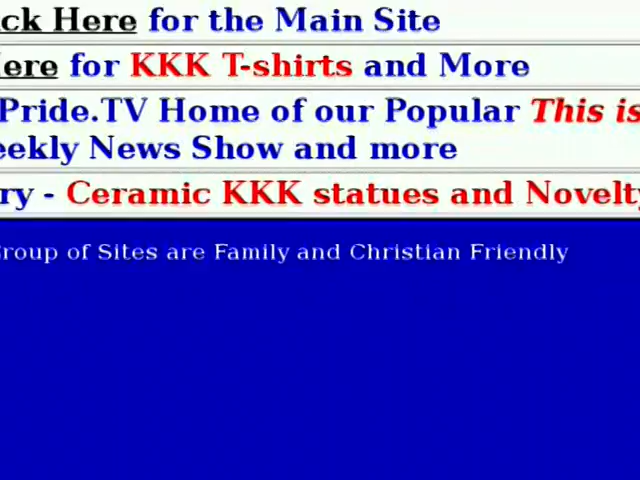 ck Here for the Main Site
Here for KKK T-shirts and More
Pride.TV Home of our Popular This is
eekly News Show and more
ry - Ceramic KKK statues and Novelty
roup of Sites are Family and Christian Friendly